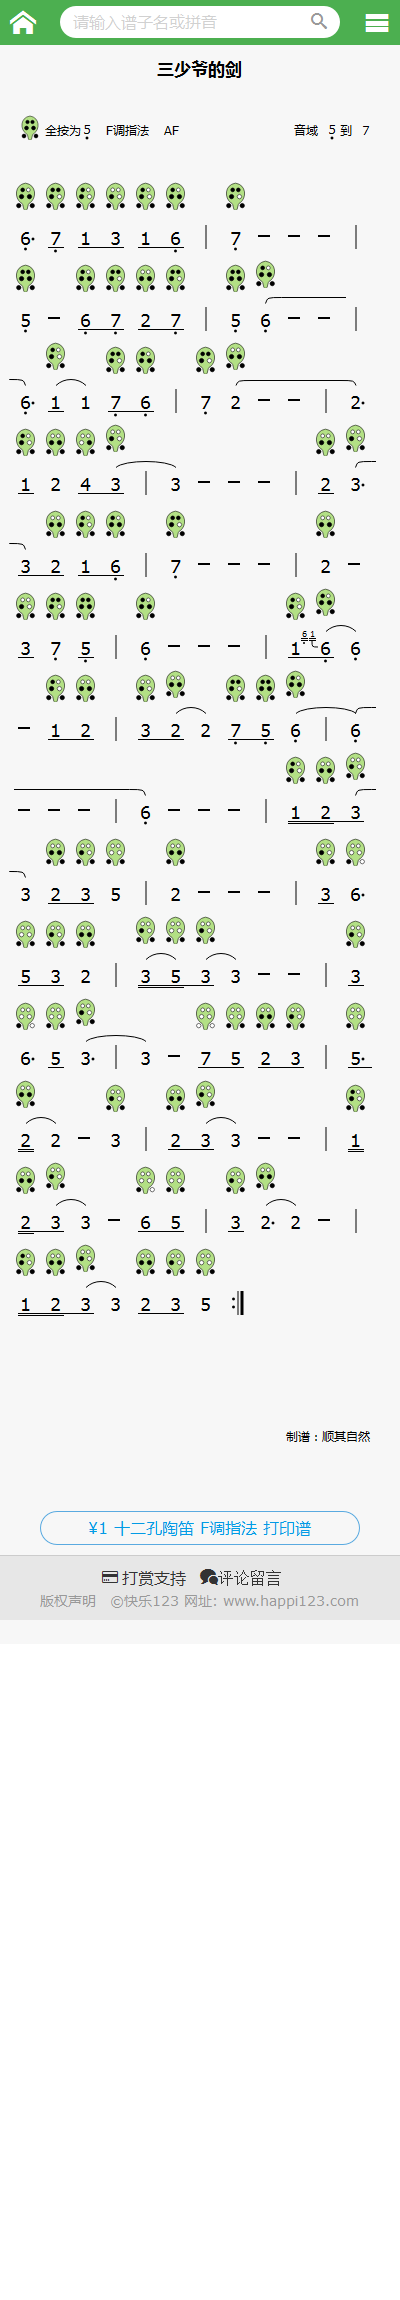 请输入谱子名或拼音
三少爷的剑
全按为 5̣ F调指法 AF 音域 5̣ 到 7
6̣· 7̣ 1 3 1 6̣ | 7̣ - - - |
5̣ - 6̣ 7̣ 2 7̣ | 5̣ 6̣ - - |
6̣· 1 1 7̣ 6̣ | 7̣ 2 - - | 2·
1 2 4 3 | 3 - - - | 2 3·
3 2 1 6̣ | 7̣ - - - | 2 -
3 7̣ 5̣ | 6̣ - - - | 1 6̣ 1 6̣ 6̣
- 1 2 | 3 2 2 7̣ 5̣ 6̣ | 6̣
- - - | 6̣ - - - | 1 2 3
3 2 3 5 | 2 - - - | 3 6·
5 3 2 | 3 5 3 3 - - | 3
6· 5 3· | 3 - 7 5 2 3 | 5·
2 2 - 3 | 2 3 3 - - | 1
2 3 3 - 6 5 | 3 2· 2 - |
1 2 3 3 2 3 5 :|
制谱：顺其自然
¥1 十二孔陶笛 F调指法 打印谱
打赏支持 评论留言
版权声明 ©快乐123 网址: www.happi123.com